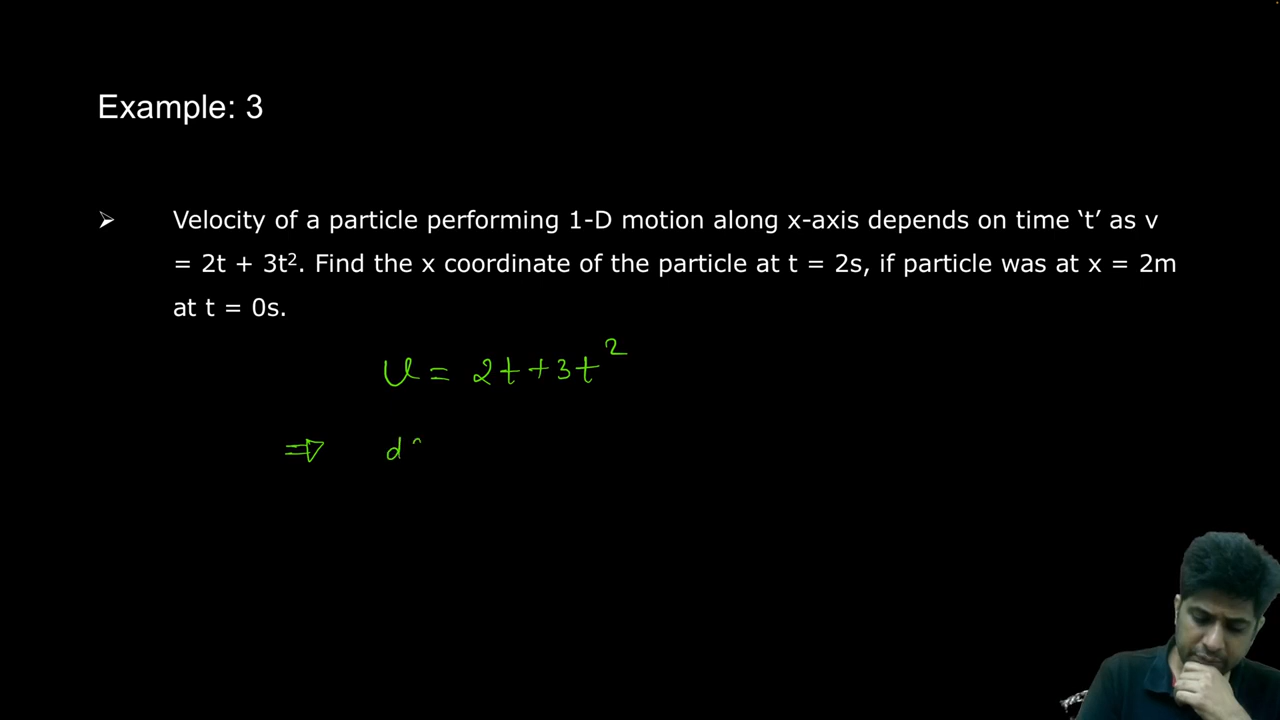 Example: 3
➢ Velocity of a particle performing 1-D motion along x-axis depends on time ‘t’ as v
= 2t + 3t². Find the x coordinate of the particle at t = 2s, if particle was at x = 2m
at t = 0s.
v = 2t+3t²
⇒ d